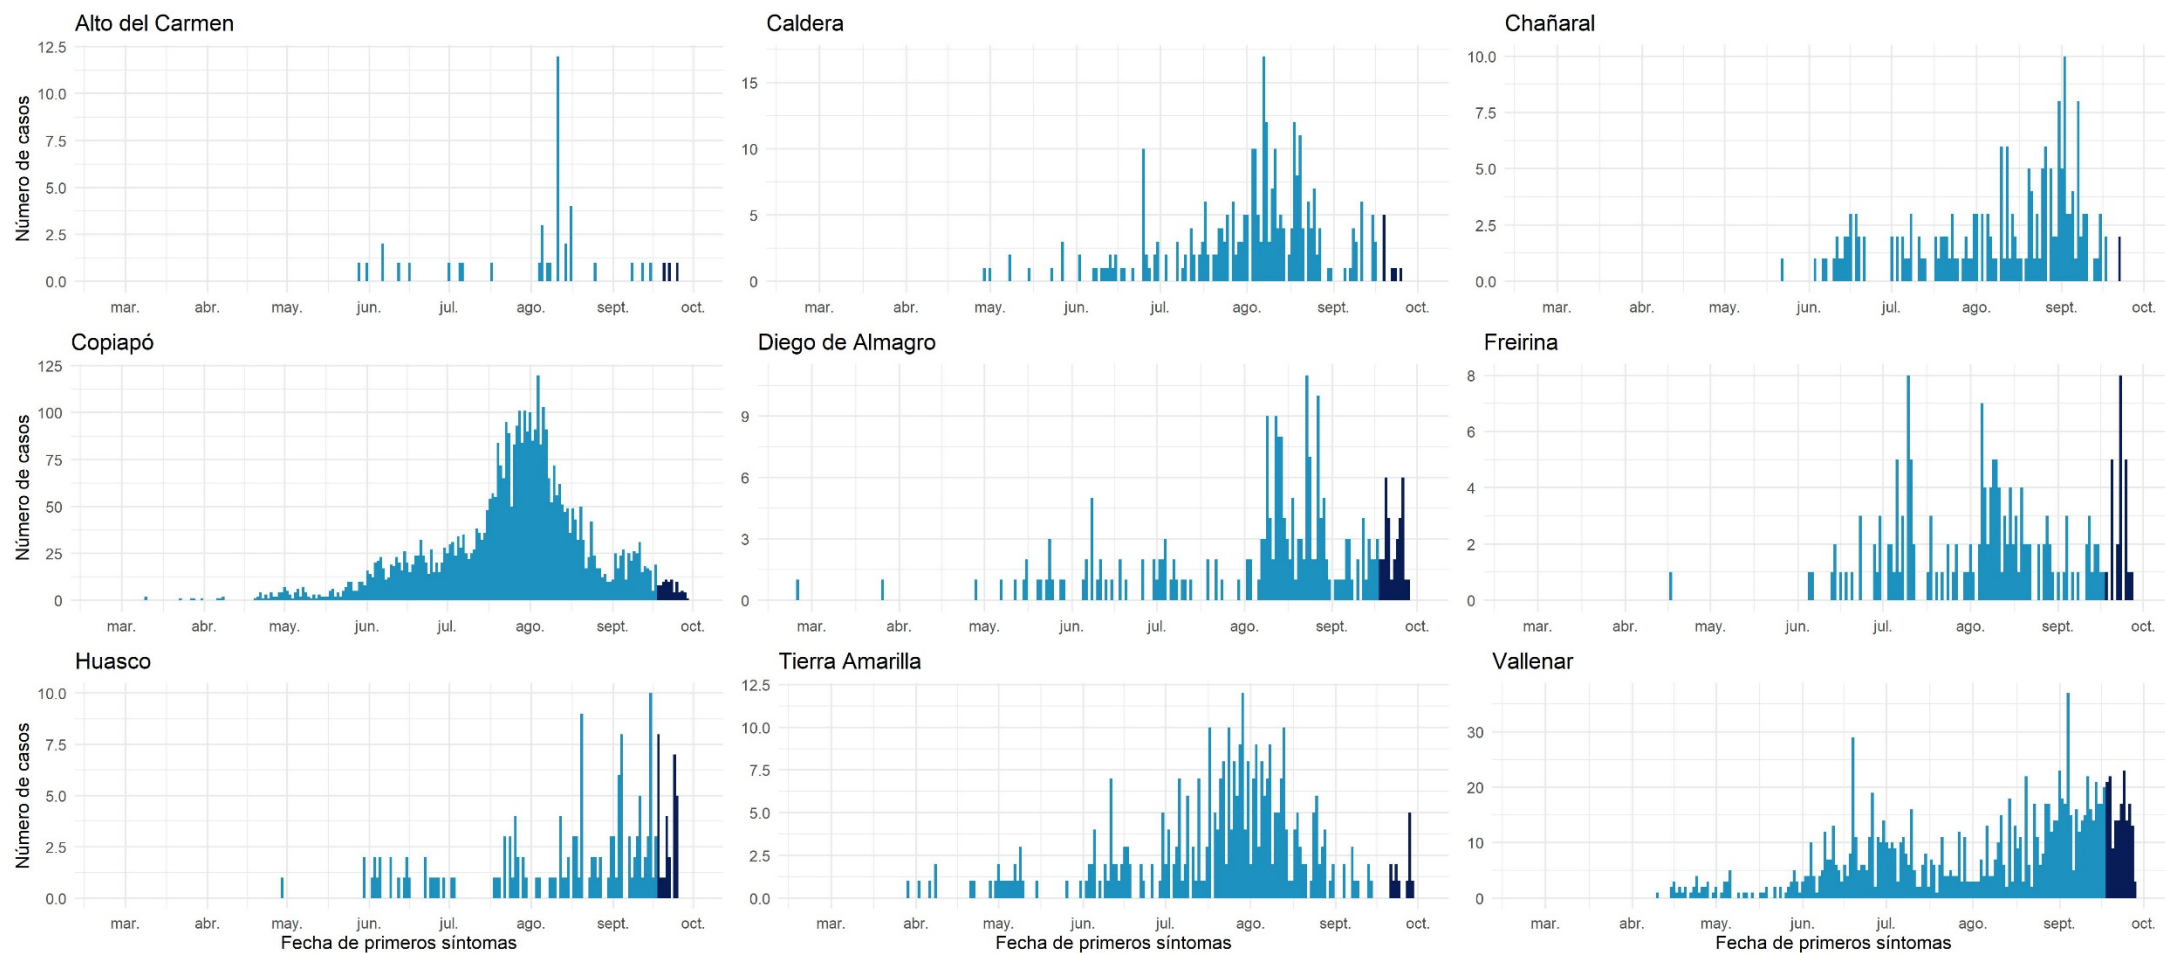 Alto del Carmen
Caldera
Chañaral
Número de casos
12.5
10.0
7.5
5.0
2.5
0.0
mar. abr. may. jun. jul. ago. sept. oct.
15
10
5
0
mar. abr. may. jun. jul. ago. sept. oct.
10.0
7.5
5.0
2.5
0.0
mar. abr. may. jun. jul. ago. sept. oct.
Copiapó
Diego de Almagro
Freirina
Número de casos
125
100
75
50
25
0
mar. abr. may. jun. jul. ago. sept. oct.
9
6
3
0
mar. abr. may. jun. jul. ago. sept. oct.
8
6
4
2
0
mar. abr. may. jun. jul. ago. sept. oct.
Huasco
Tierra Amarilla
Vallenar
Número de casos
10.0
7.5
5.0
2.5
0.0
mar. abr. may. jun. jul. ago. sept. oct.
Fecha de primeros síntomas
12.5
10.0
7.5
5.0
2.5
0.0
mar. abr. may. jun. jul. ago. sept. oct.
Fecha de primeros síntomas
30
20
10
0
mar. abr. may. jun. jul. ago. sept. oct.
Fecha de primeros síntomas